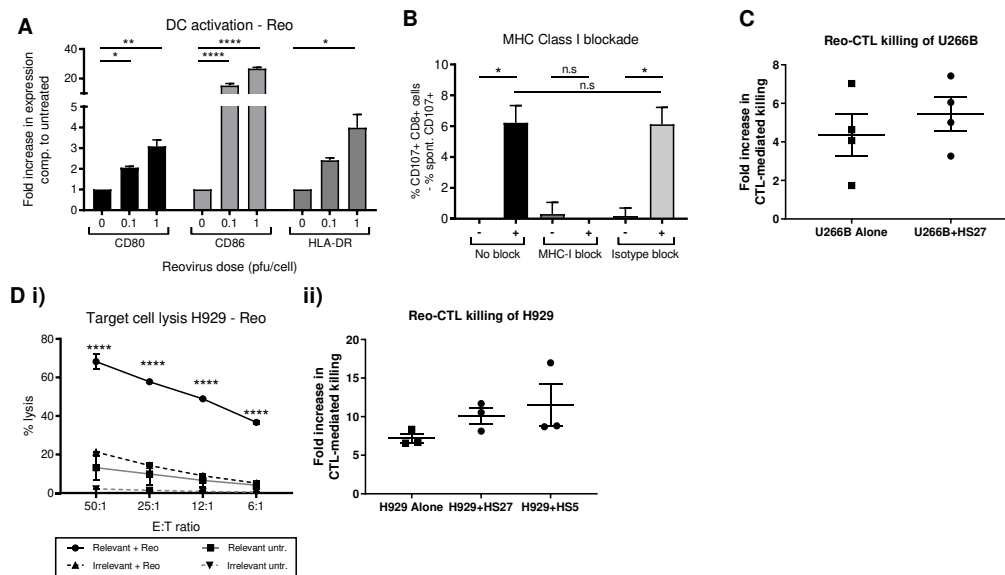 A
DC activation - Reo
Fold increase in expression
comp. to untreated
**
*
****
****
*
60
40
20
5
4
3
2
1
0
0 0.1 1 0 0.1 1 0 0.1 1
CD80 CD86 HLA-DR
Reovirus dose (pfu/cell)
B
MHC Class I blockade
% CD107+ CD8+ cells
- % spont. CD107+
* n.s *
n.s
10
8
6
4
2
0
- + - + - +
No block MHC-I block Isotype block
C
Reo-CTL killing of U266B
Fold increase in
CTL-mediated killing
8
6
4
2
0
U266B Alone U266B+HS27
D i)
Target cell lysis H929 - Reo
% lysis
80
60
40
20
0
**** **** **** ****
50:1 25:1 12:1 6:1
E:T ratio
Relevant + Reo Relevant untr.
Irrelevant + Reo Irrelevant untr.
ii)
Reo-CTL killing of H929
Fold increase in
CTL-mediated killing
20
15
10
5
0
H929 Alone H929+HS27 H929+HS5